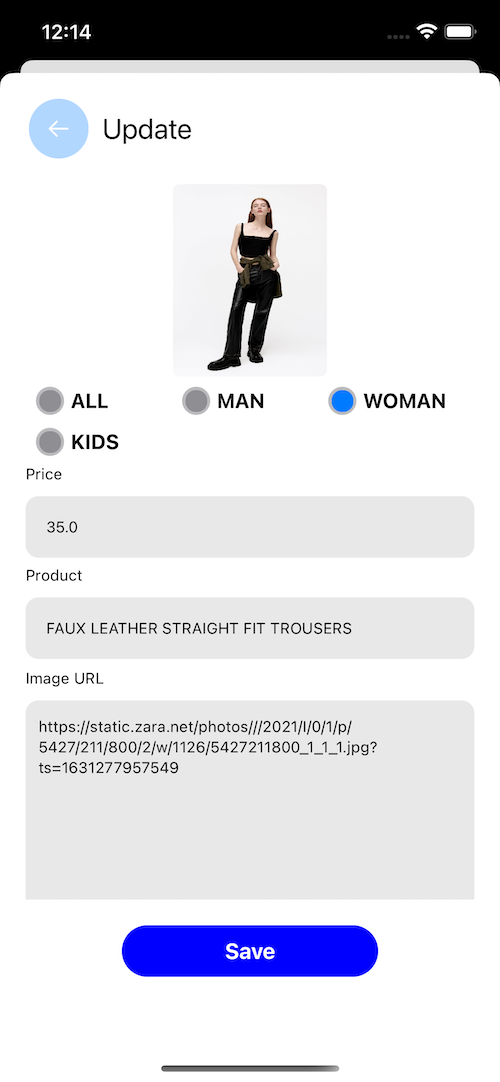 12:14
Update
ALL
MAN
WOMAN
KIDS
Price
35.0
Product
FAUX LEATHER STRAIGHT FIT TROUSERS
Image URL
https://static.zara.net/photos///2021/I/0/1/p/
5427/211/800/2/w/1126/5427211800_1_1_1.jpg?
ts=1631277957549
Save